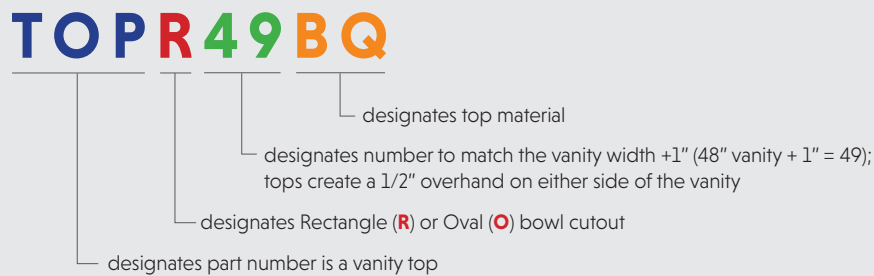 TOPR49BQ
designates top material
designates number to match the vanity width +1" (48" vanity + 1" = 49);
tops create a 1/2" overhand on either side of the vanity
designates Rectangle (R) or Oval (O) bowl cutout
designates part number is a vanity top